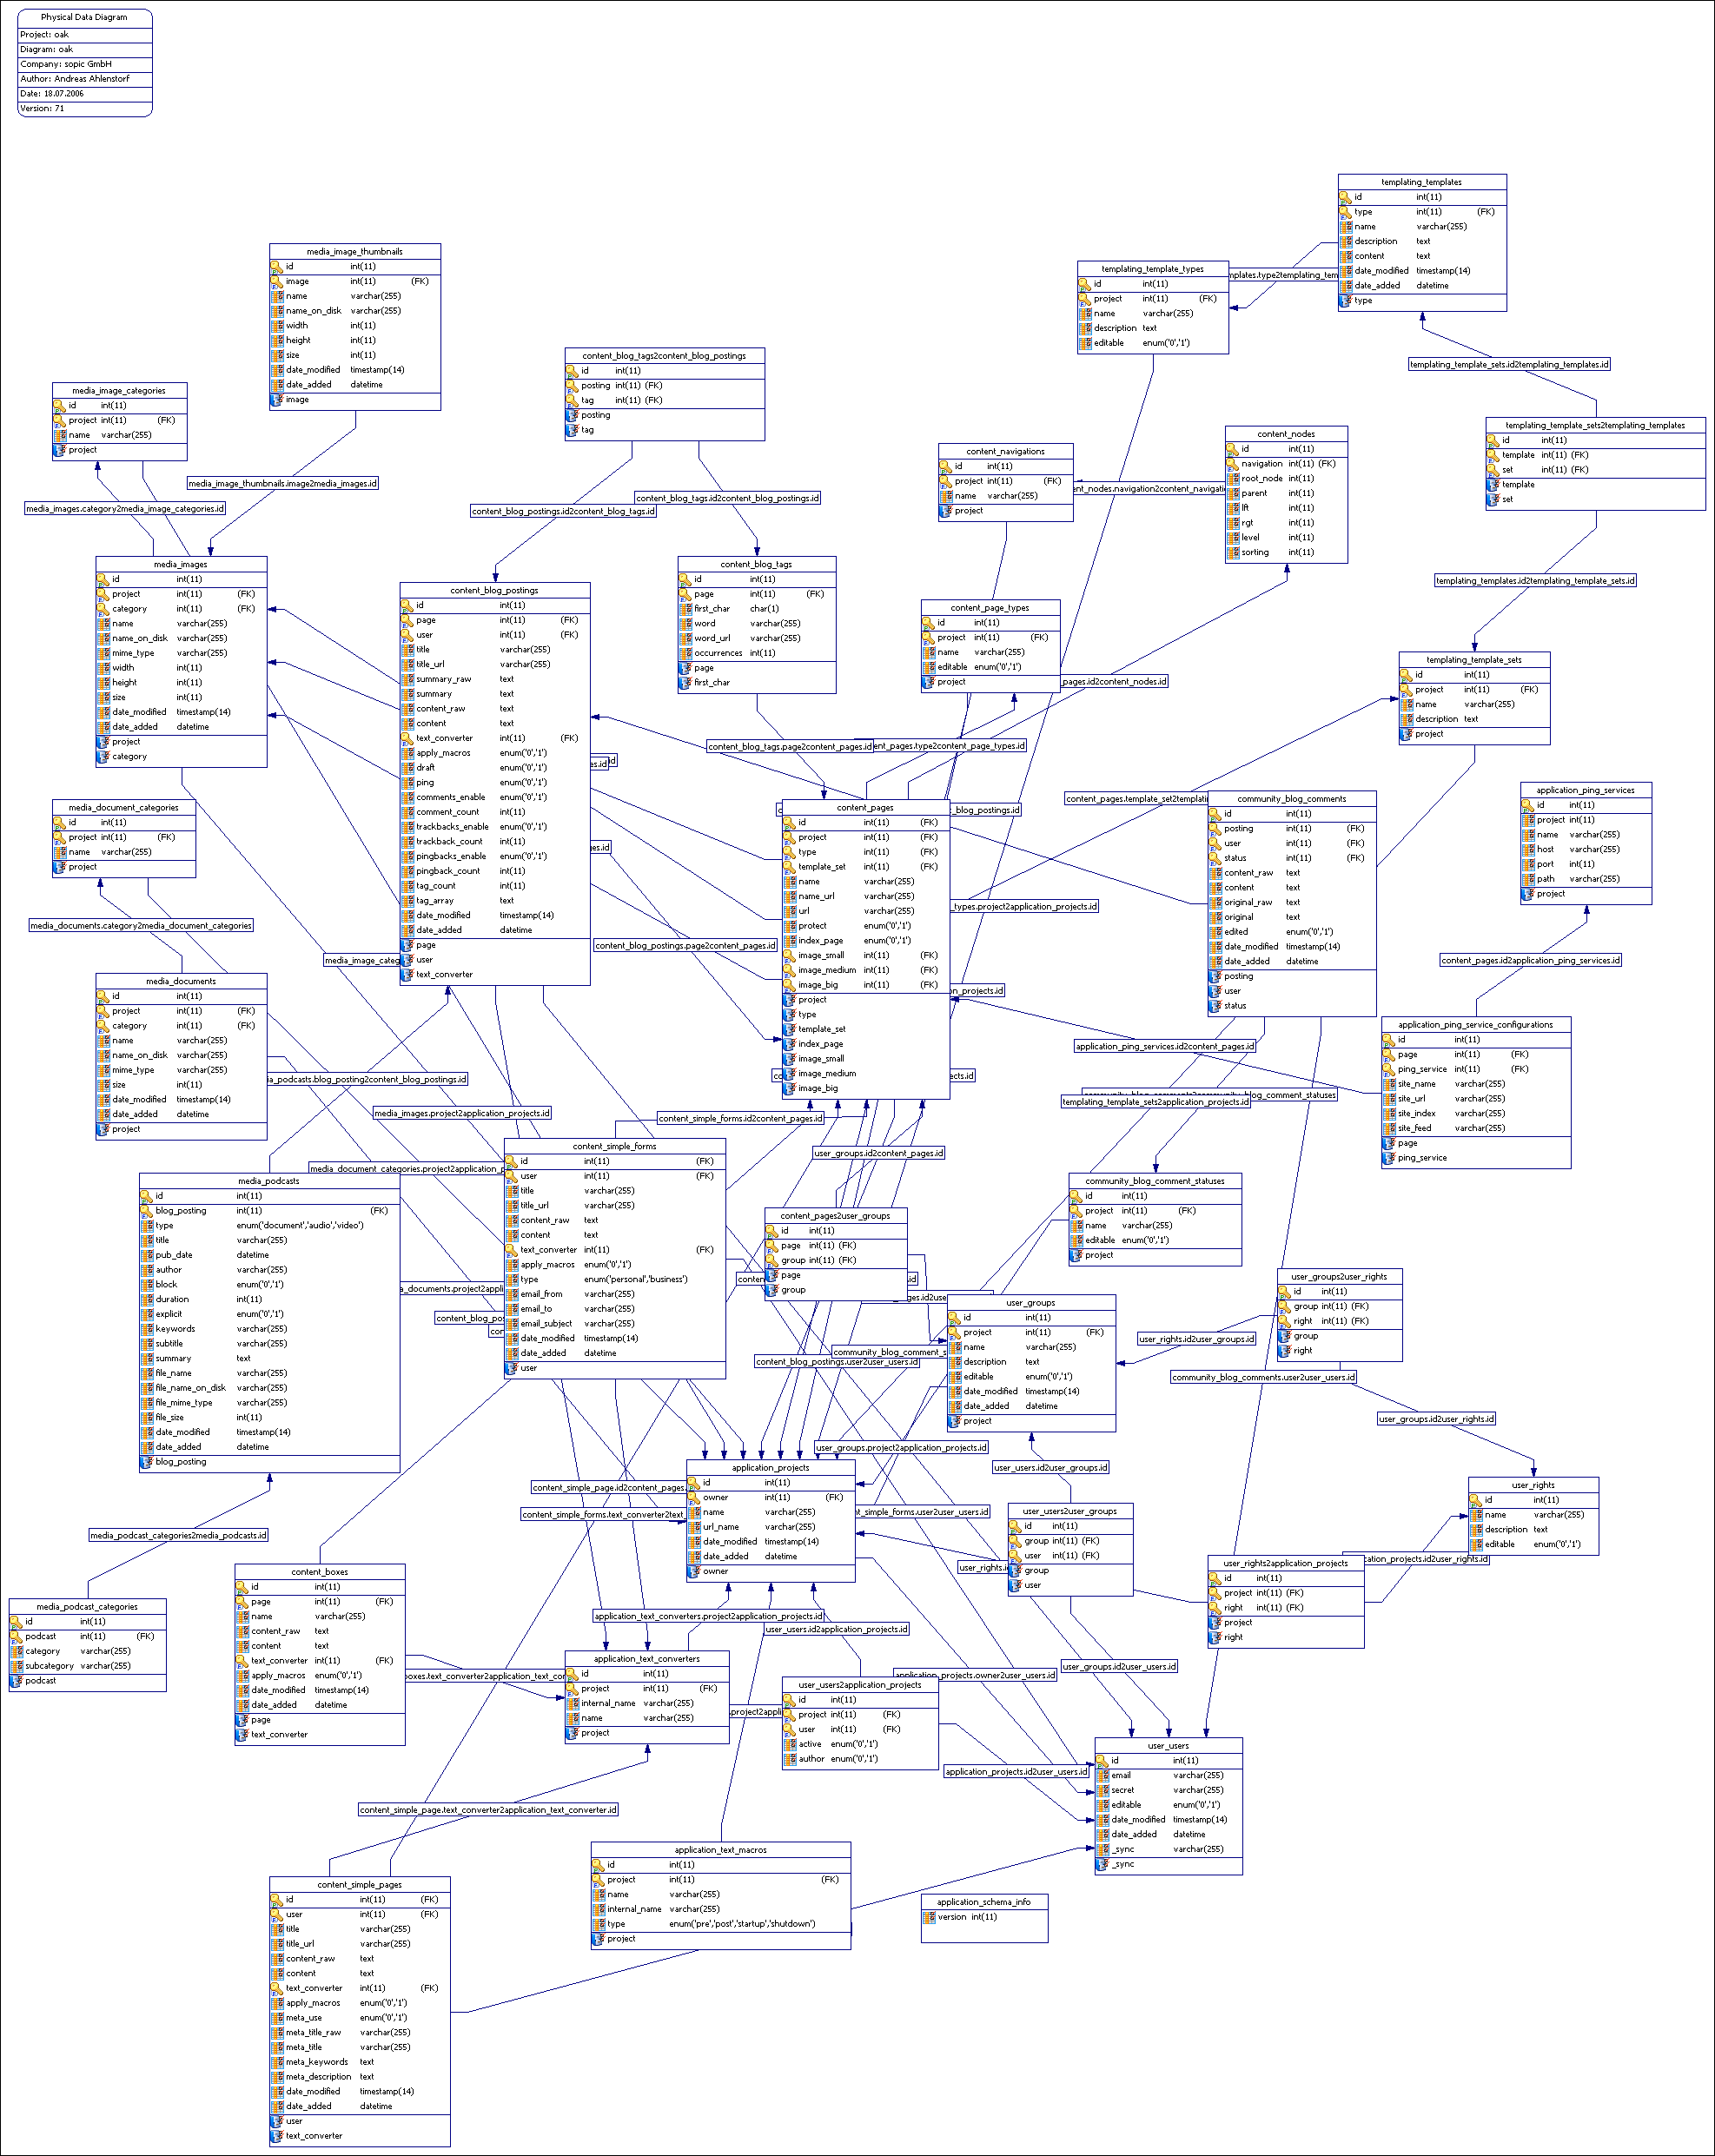 Physical Data Diagram
Project: oak
Diagram: oak
Company: sopic GmbH
Author: Andreas Ahlenstorf
Date: 18.07.2006
Version: 71
templating_templates
id int(11)
type int(11) (FK)
name varchar(255)
description text
content text
date_modified timestamp(14)
date_added datetime
type
media_image_thumbnails
id int(11)
image int(11) (FK)
name varchar(255)
name_on_disk varchar(255)
width int(11)
height int(11)
size int(11)
date_modified timestamp(14)
date_added datetime
image
templating_template_types
id int(11)
project int(11) (FK)
name varchar(255)
description text
editable enum('0','1')
content_blog_tags2content_blog_postings
id int(11)
posting int(11) (FK)
tag int(11) (FK)
posting
tag
templating_template_sets.id2templating_templates.id
media_image_categories
id int(11)
project int(11) (FK)
name varchar(255)
project
templating_template_sets2templating_templates
id int(11)
template int(11) (FK)
set int(11) (FK)
template
set
content_nodes
id int(11)
navigation int(11) (FK)
root_node int(11)
parent int(11)
lft int(11)
rgt int(11)
level int(11)
sorting int(11)
content_navigations
id int(11)
project int(11) (FK)
name varchar(255)
project
media_image_thumbnails.image2media_images.id
content_blog_tags.id2content_blog_postings.id
media_images.category2media_image_categories.id
content_blog_postings.id2content_blog_tags.id
media_images
id int(11)
project int(11) (FK)
category int(11) (FK)
name varchar(255)
name_on_disk varchar(255)
mime_type varchar(255)
width int(11)
height int(11)
size int(11)
date_modified timestamp(14)
date_added datetime
project
category
content_blog_postings
id int(11)
page int(11) (FK)
user int(11) (FK)
title varchar(255)
title_url varchar(255)
summary_raw text
summary text
content_raw text
content text
text_converter int(11) (FK)
apply_macros enum('0','1')
draft enum('0','1')
ping enum('0','1')
comments_enable enum('0','1')
comment_count int(11)
trackbacks_enable enum('0','1')
trackback_count int(11)
pingbacks_enable enum('0','1')
pingback_count int(11)
tag_count int(11)
tag_array text
date_modified timestamp(14)
date_added datetime
page
user
text_converter
content_blog_tags
id int(11)
page int(11) (FK)
first_char char(1)
word varchar(255)
word_url varchar(255)
occurrences int(11)
page
first_char
templating_templates.id2templating_template_sets.id
content_page_types
id int(11)
project int(11) (FK)
name varchar(255)
editable enum('0','1')
project
_pages.id2content_nodes.id
templating_template_sets
id int(11)
project int(11) (FK)
name varchar(255)
description text
project
content_blog_tags.page2content_pages.id
ent_pages.type2content_page_types.id
content_pages.template_set2templati
_blog_postings.id
content_pages
id int(11) (FK)
project int(11) (FK)
type int(11) (FK)
template_set int(11) (FK)
name varchar(255)
name_url varchar(255)
url varchar(255)
protect enum('0','1')
index_page enum('0','1')
image_small int(11) (FK)
image_medium int(11) (FK)
image_big int(11) (FK)
project
type
template_set
index_page
image_small
image_medium
image_big
community_blog_comments
id int(11)
posting int(11) (FK)
user int(11) (FK)
status int(11) (FK)
content_raw text
content text
original_raw text
original text
edited enum('0','1')
date_modified timestamp(14)
date_added datetime
posting
user
status
application_ping_services
id int(11)
project int(11)
name varchar(255)
host varchar(255)
port int(11)
path varchar(255)
project
media_document_categories
id int(11)
project int(11) (FK)
name varchar(255)
project
_types.project2application_projects.id
media_documents.category2media_document_categories
content_blog_postings.page2content_pages.id
media_image_categ
content_pages.id2application_ping_services.id
media_documents
id int(11)
project int(11) (FK)
category int(11) (FK)
name varchar(255)
name_on_disk varchar(255)
mime_type varchar(255)
size int(11)
date_modified timestamp(14)
date_added datetime
project
application_ping_service_configurations
id int(11)
page int(11) (FK)
ping_service int(11) (FK)
site_name varchar(255)
site_url varchar(255)
site_index varchar(255)
site_feed varchar(255)
page
ping_service
application_ping_services.id2content_pages.id
ia_podcasts.blog_posting2content_blog_postings.id
templating_template_sets2application_projects.id
media_images.project2application_projects.id
content_simple_forms.id2content_pages.id
user_groups.id2content_pages.id
media_document_categories.project2application_p
media_podcasts
id int(11)
blog_posting int(11) (FK)
type enum('document','audio','video')
title varchar(255)
pub_date datetime
author varchar(255)
block enum('0','1')
duration int(11)
explicit enum('0','1')
keywords varchar(255)
subtitle varchar(255)
summary text
file_name varchar(255)
file_name_on_disk varchar(255)
file_mime_type varchar(255)
file_size int(11)
date_modified timestamp(14)
date_added datetime
blog_posting
content_simple_forms
id int(11) (FK)
user int(11) (FK)
title varchar(255)
title_url varchar(255)
content_raw text
content text
text_converter int(11) (FK)
apply_macros enum('0','1')
type enum('personal','business')
email_from varchar(255)
email_to varchar(255)
email_subject varchar(255)
date_modified timestamp(14)
date_added datetime
user
community_blog_comment_statuses
id int(11)
project int(11) (FK)
name varchar(255)
editable enum('0','1')
project
content_pages2user_groups
id int(11)
page int(11) (FK)
group int(11) (FK)
page
group
user_groups
id int(11)
project int(11) (FK)
name varchar(255)
description text
editable enum('0','1')
date_modified timestamp(14)
date_added datetime
project
user_groups2user_rights
id int(11)
group int(11) (FK)
right int(11) (FK)
group
right
user_rights.id2user_groups.id
community_blog_comment_s
content_blog_postings.user2user_users.id
community_blog_comments.user2user_users.id
user_groups.id2user_rights.id
user_groups.project2application_projects.id
user_users.id2user_groups.id
application_projects
id int(11)
owner int(11) (FK)
name varchar(255)
url_name varchar(255)
date_modified timestamp(14)
date_added datetime
owner
user_rights
id int(11)
name varchar(255)
description text
editable enum('0','1')
content_simple_page.id2content_pages.
content_simple_forms.text_converter2text_
nt_simple_forms.user2user_users.id
user_users2user_groups
id int(11)
group int(11) (FK)
user int(11) (FK)
group
user
media_podcast_categories2media_podcasts.id
user_rights.id
user_rights2application_projects
id int(11)
project int(11) (FK)
right int(11) (FK)
project
right
content_boxes
id int(11)
page int(11) (FK)
name varchar(255)
content_raw text
content text
text_converter int(11) (FK)
apply_macros enum('0','1')
date_modified timestamp(14)
date_added datetime
page
text_converter
media_podcast_categories
id int(11)
podcast int(11) (FK)
category varchar(255)
subcategory varchar(255)
podcast
application_text_converters.project2application_projects.id
user_users.id2application_projects.id
application_text_converters
id int(11)
project int(11) (FK)
internal_name varchar(255)
name varchar(255)
project
user_groups.id2user_users.id
application_projects.owner2user_users.id
user_users2application_projects
id int(11)
project int(11) (FK)
user int(11) (FK)
active enum('0','1')
author enum('0','1')
user_users
id int(11)
email varchar(255)
secret varchar(255)
editable enum('0','1')
date_modified timestamp(14)
date_added datetime
_sync varchar(255)
_sync
application_projects.id2user_users.id
content_simple_page.text_converter2application_text_converter.id
application_text_macros
id int(11)
project int(11) (FK)
name varchar(255)
internal_name varchar(255)
type enum('pre','post','startup','shutdown')
project
application_schema_info
version int(11)
content_simple_pages
id int(11) (FK)
user int(11) (FK)
title varchar(255)
title_url varchar(255)
content_raw text
content text
text_converter int(11) (FK)
apply_macros enum('0','1')
meta_use enum('0','1')
meta_title_raw varchar(255)
meta_title varchar(255)
meta_keywords text
meta_description text
date_modified timestamp(14)
date_added datetime
user
text_converter